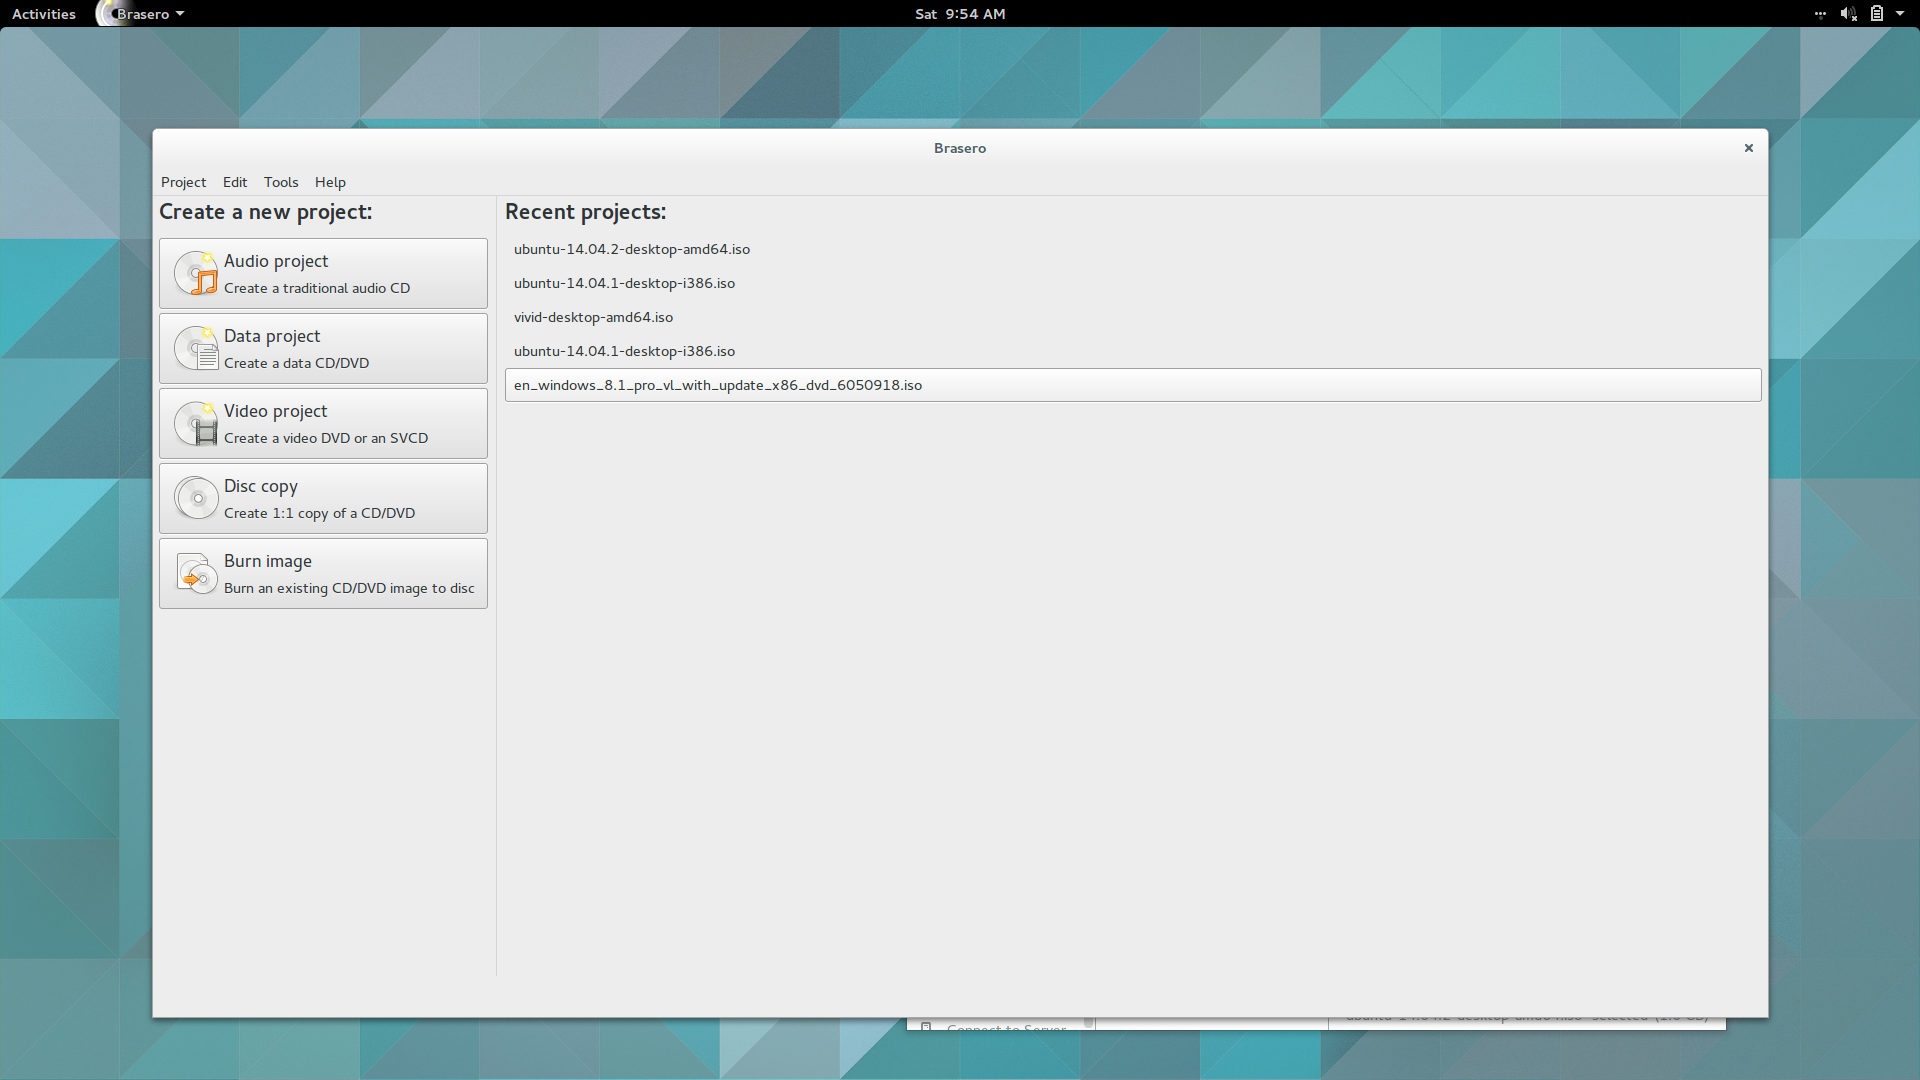 Activities Brasero Sat 9:54 AM
Brasero
Project Edit Tools Help
Create a new project:
Audio project
Create a traditional audio CD
Data project
Create a data CD/DVD
Video project
Create a video DVD or an SVCD
Disc copy
Create 1:1 copy of a CD/DVD
Burn image
Burn an existing CD/DVD image to disc
Recent projects:
ubuntu-14.04.2-desktop-amd64.iso
ubuntu-14.04.1-desktop-i386.iso
vivid-desktop-amd64.iso
ubuntu-14.04.1-desktop-i386.iso
en_windows_8.1_pro_vl_with_update_x86_dvd_6050918.iso
Connect to Server